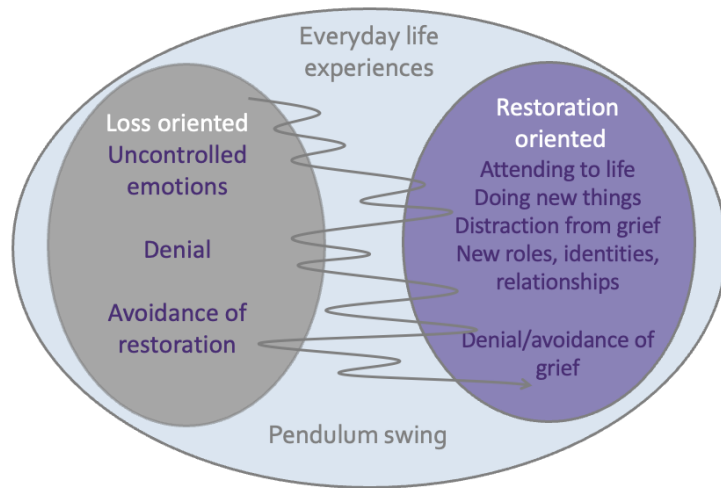 Everyday life
experiences
Loss oriented
Uncontrolled
emotions
Denial
Avoidance of
restoration
Restoration
oriented
Attending to life
Doing new things
Distraction from grief
New roles, identities,
relationships
Denial/avoidance of
grief
Pendulum swing